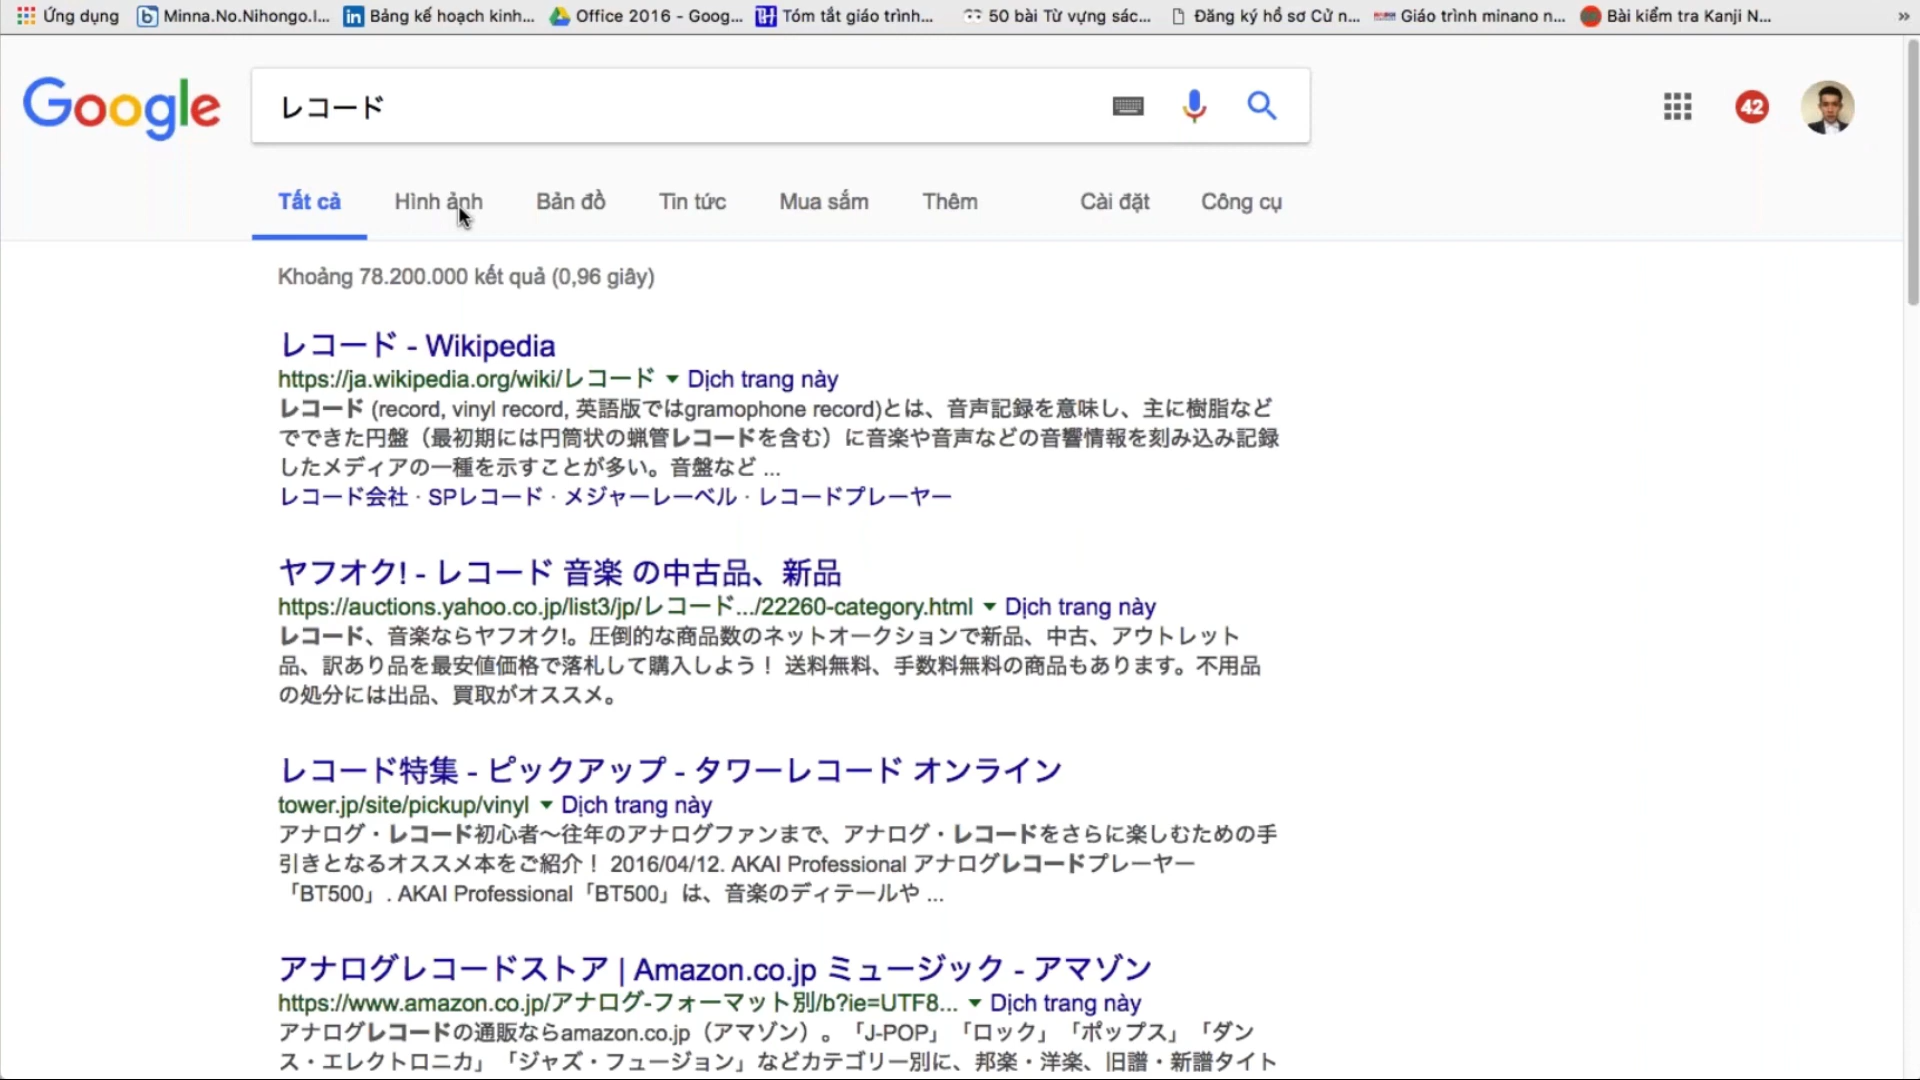 Ứng dụng Minna.No.Nihongo.I... Bảng kế hoạch kinh... Office 2016 - Goog... Tóm tắt giáo trình... 50 bài Từ vựng sác... Đăng ký hồ sơ Cử n... Giáo trình minano n... Bài kiểm tra Kanji N... »
Google レコード 42
Tất cả Hình ảnh Bản đồ Tin tức Mua sắm Thêm Cài đặt Công cụ
Khoảng 78.200.000 kết quả (0,96 giây)
レコード - Wikipedia
https://ja.wikipedia.org/wiki/レコード ▼ Dịch trang này
レコード (record, vinyl record, 英語版ではgramophone record)とは、音声記録を意味し、主に樹脂など
でできた円盤（最初期には円筒状の蝋管レコードを含む）に音楽や音声などの音響情報を刻み込み記録
したメディアの一種を示すことが多い。音盤など ...
レコード会社 · SPレコード · メジャーレーベル · レコードプレーヤー
ヤフオク! - レコード 音楽 の中古品、新品
https://auctions.yahoo.co.jp/list3/jp/レコード.../22260-category.html ▼ Dịch trang này
レコード、音楽ならヤフオク!。圧倒的な商品数のネットオークションで新品、中古、アウトレット
品、訳あり品を最安値価格で落札して購入しよう！ 送料無料、手数料無料の商品もあります。不用品
の処分には出品、買取がオススメ。
レコード特集 - ピックアップ - タワーレコード オンライン
tower.jp/site/pickup/vinyl ▼ Dịch trang này
アナログ・レコード初心者～往年のアナログファンまで、アナログ・レコードをさらに楽しむための手
引きとなるオススメ本をご紹介！ 2016/04/12. AKAI Professional アナログレコードプレーヤー
「BT500」. AKAI Professional「BT500」は、音楽のディテールや ...
アナログレコードストア | Amazon.co.jp ミュージック - アマゾン
https://www.amazon.co.jp/アナログ-フォーマット別/b?ie=UTF8... ▼ Dịch trang này
アナログレコードの通販ならamazon.co.jp（アマゾン）。「J-POP」「ロック」「ポップス」「ダン
ス・エレクトロニカ」「ジャズ・フュージョン」などカテゴリー別に、邦楽・洋楽、旧譜・新譜タイト